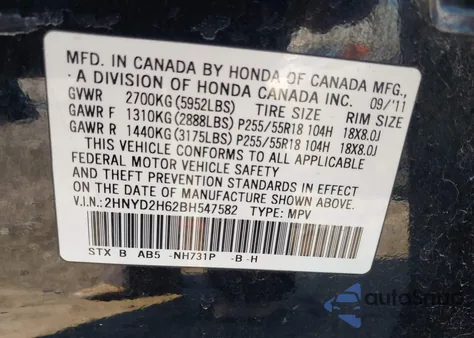 MFD. IN CANADA BY HONDA OF CANADA MFG.,
A DIVISION OF HONDA CANADA INC. 09/'11
GVWR 2700KG(5952LBS) TIRE SIZE RIM SIZE
GAWR F 1310KG(2888LBS) P255/55R18 104H 18X8.0J
GAWR R 1440KG(3175LBS) P255/55R18 104H 18X8.0J
THIS VEHICLE CONFORMS TO ALL APPLICABLE
FEDERAL MOTOR VEHICLE SAFETY
AND THEFT PREVENTION STANDARDS IN EFFECT
ON THE DATE OF MANUFACTURE SHOWN ABOVE.
V.I.N.:2HNYD2H62BH547582 TYPE: MPV
STX B AB5 -NH731P -B-H